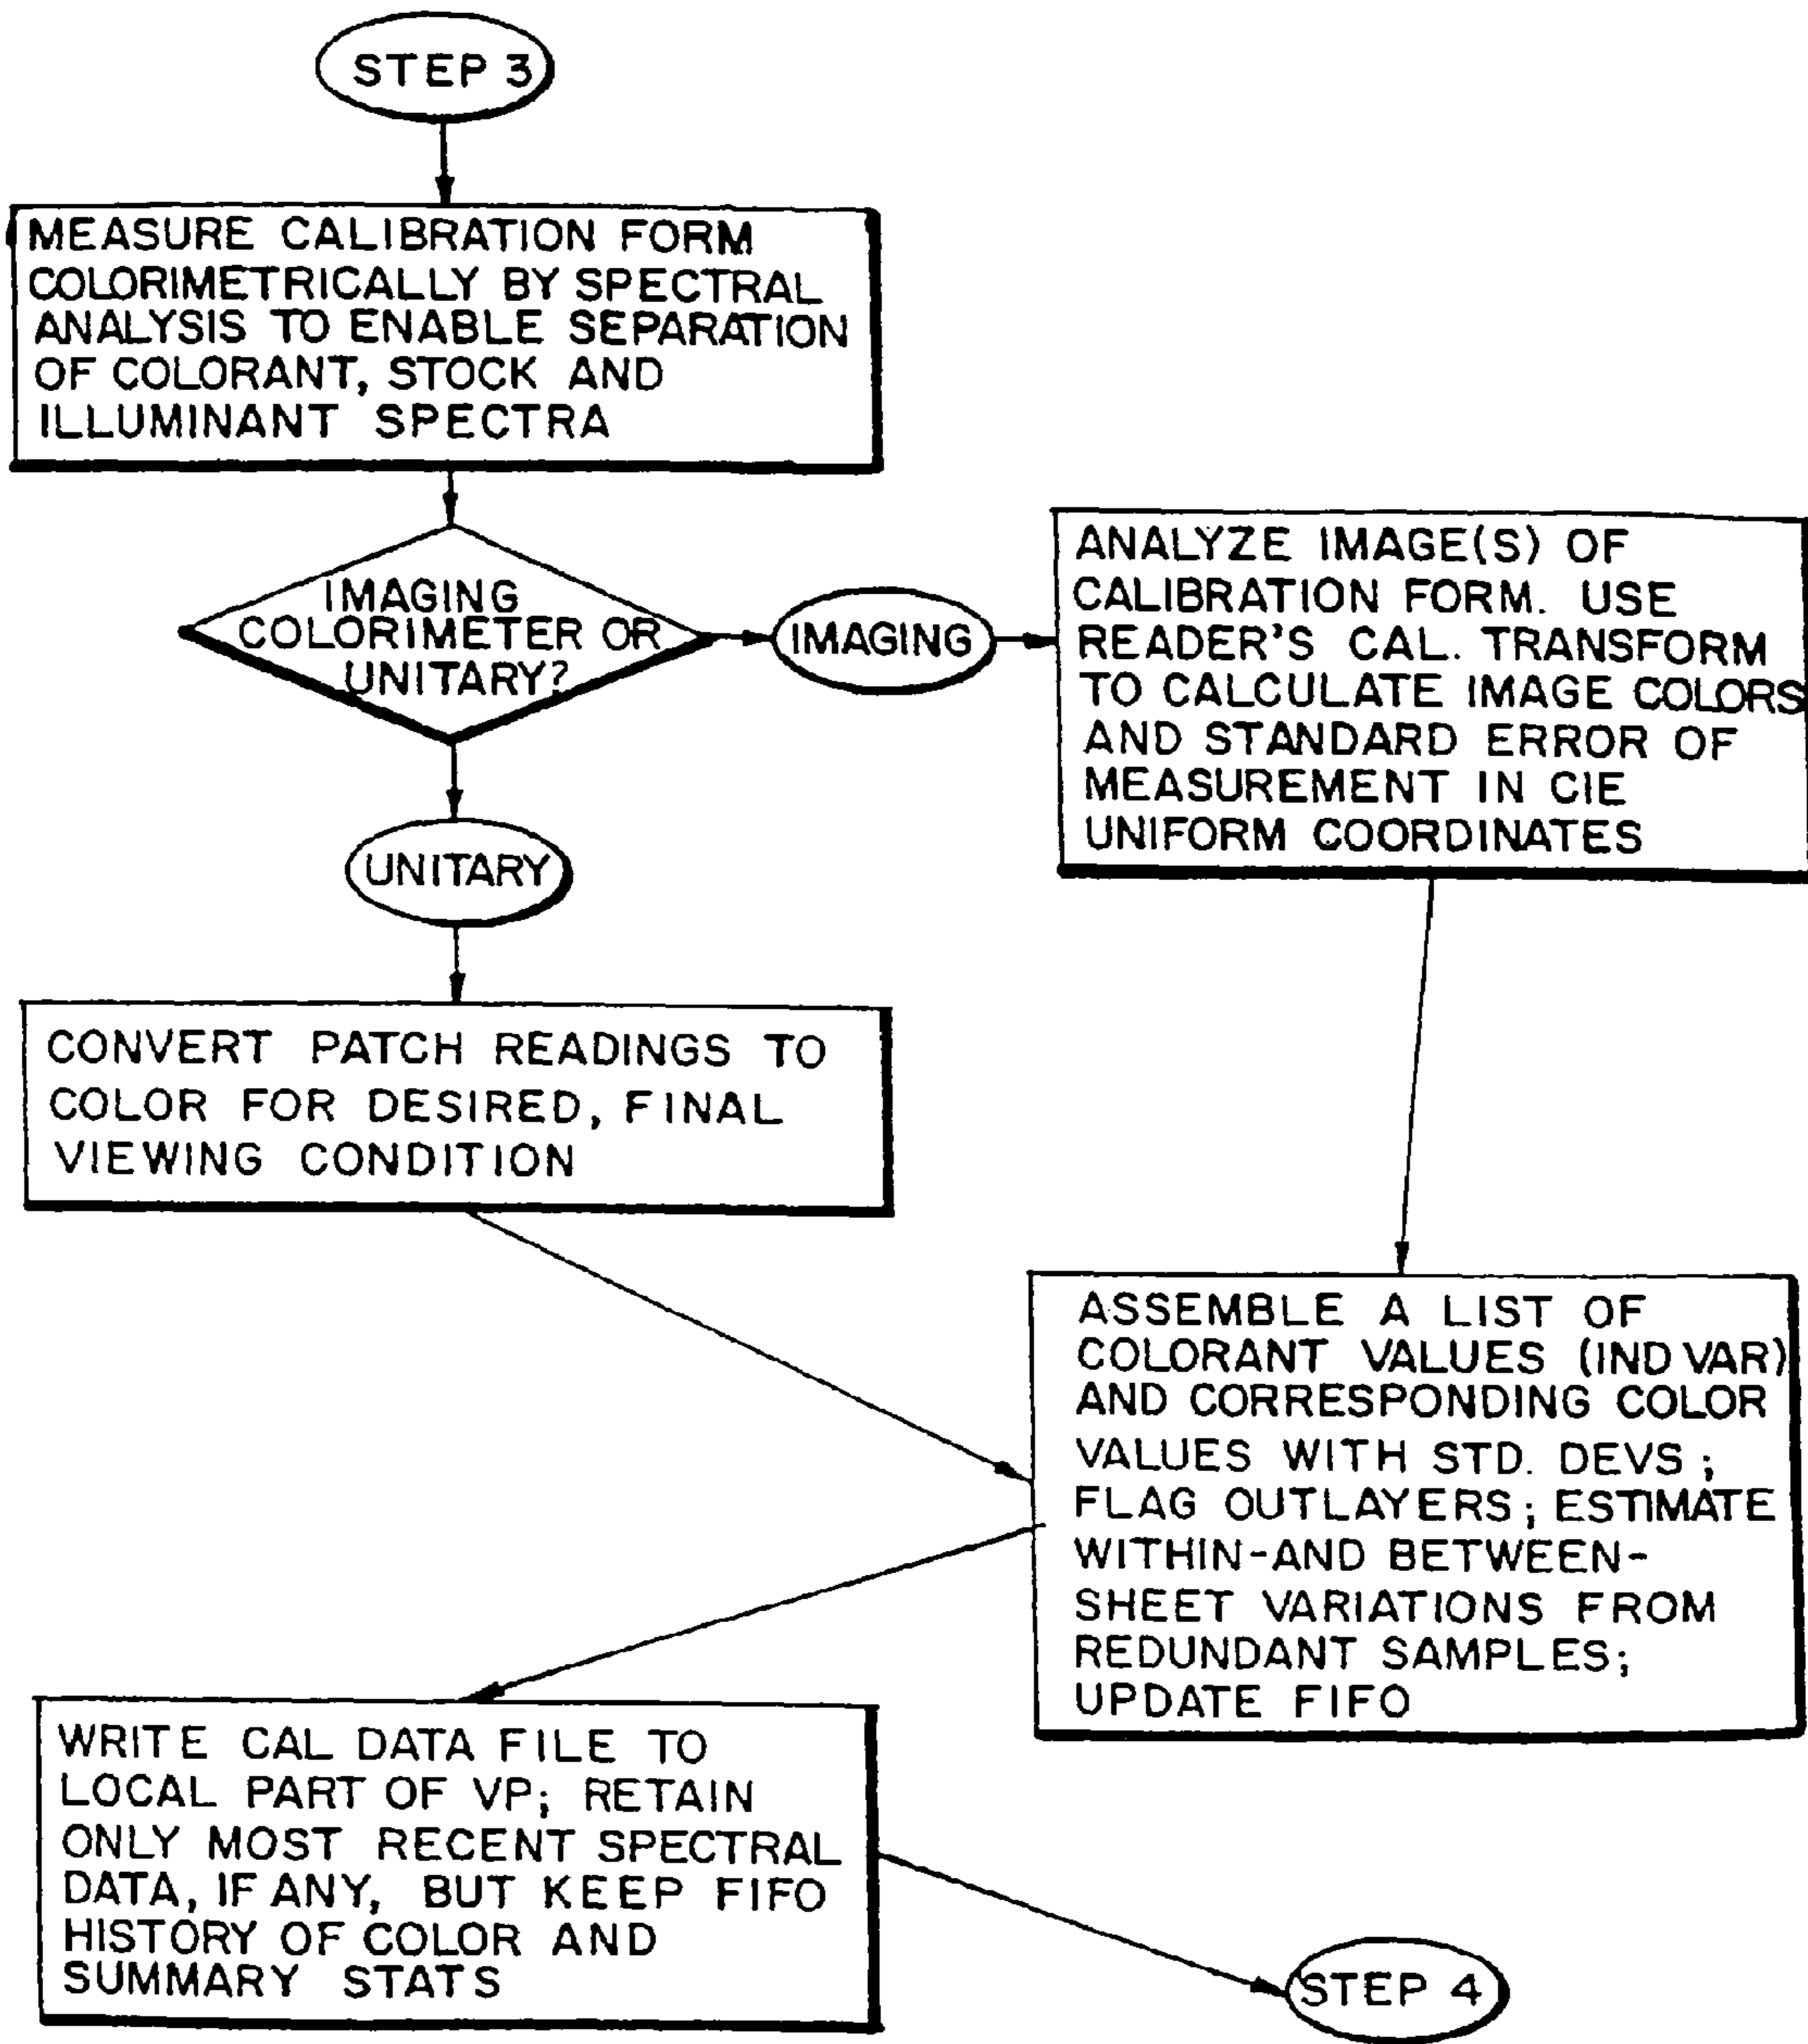 STEP 3
MEASURE CALIBRATION FORM
COLORIMETRICALLY BY SPECTRAL
ANALYSIS TO ENABLE SEPARATION
OF COLORANT, STOCK AND
ILLUMINANT SPECTRA
IMAGING
COLORIMETER OR
UNITARY?
IMAGING
ANALYZE IMAGE(S) OF
CALIBRATION FORM. USE
READER'S CAL. TRANSFORM
TO CALCULATE IMAGE COLORS
AND STANDARD ERROR OF
MEASUREMENT IN CIE
UNIFORM COORDINATES
UNITARY
CONVERT PATCH READINGS TO
COLOR FOR DESIRED, FINAL
VIEWING CONDITION
ASSEMBLE A LIST OF
COLORANT VALUES (IND VAR)
AND CORRESPONDING COLOR
VALUES WITH STD. DEVS;
FLAG OUTLAYERS; ESTIMATE
WITHIN-AND BETWEEN-
SHEET VARIATIONS FROM
REDUNDANT SAMPLES;
UPDATE FIFO
WRITE CAL DATA FILE TO
LOCAL PART OF VP; RETAIN
ONLY MOST RECENT SPECTRAL
DATA, IF ANY, BUT KEEP FIFO
HISTORY OF COLOR AND
SUMMARY STATS
STEP 4